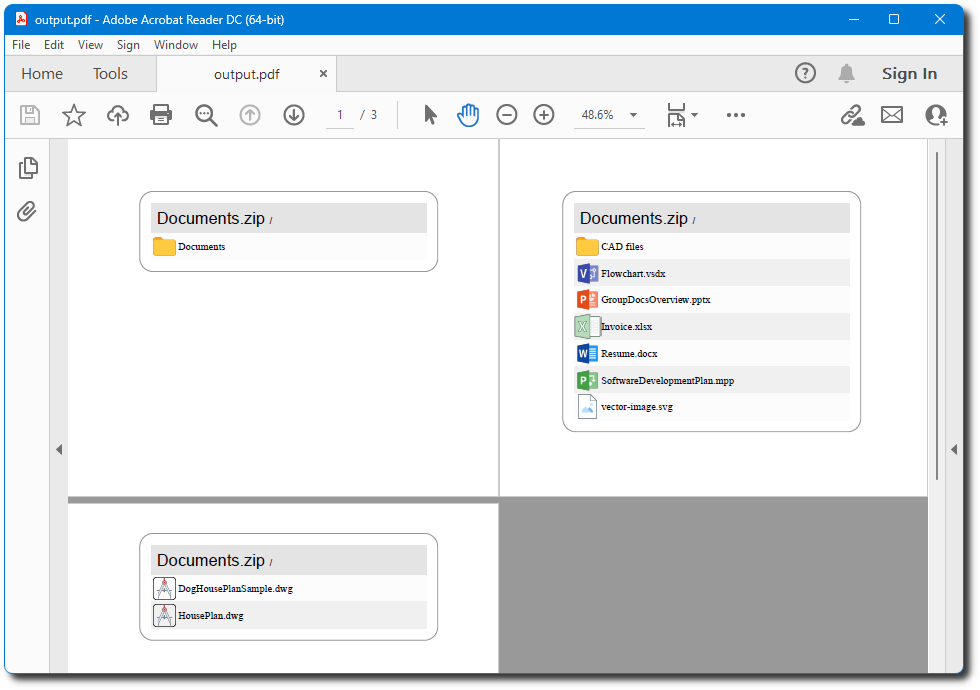 output.pdf - Adobe Acrobat Reader DC (64-bit)
File Edit View Sign Window Help
Home Tools output.pdf × Sign In
1 / 3 48.6%
Documents.zip /
Documents
Documents.zip /
CAD files
Flowchart.vsdx
GroupDocsOverview.pptx
Invoice.xlsx
Resume.docx
SoftwareDevelopmentPlan.mpp
vector-image.svg
Documents.zip /
DogHousePlanSample.dwg
HousePlan.dwg